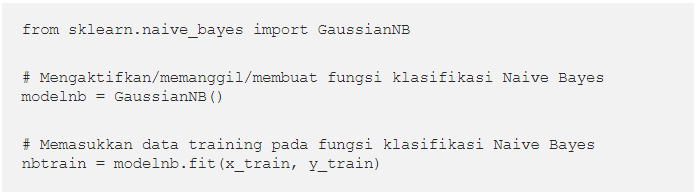 from sklearn.naive_bayes import GaussianNB
# Mengaktifkan/memanggil/membuat fungsi klasifikasi Naive Bayes
modelnb = GaussianNB()
# Memasukkan data training pada fungsi klasifikasi Naive Bayes
nbtrain = modelnb.fit(x_train, y_train)